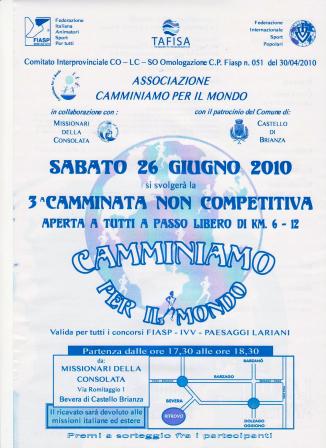 FIASP
Federazione
Italiana
Animatori
Sport
Per tutti
TAFISA
Federazione
Internazionale
Sport
Popolari
Comitato Interprovinciale CO – LC – SO Omologazione C.P. Fiasp n. 051 del 30/04/2010
ASSOCIAZIONE
CAMMINIAMO PER IL MONDO
in collaborazione con :
con il patrocinio del Comune di:
MISSIONARI
DELLA
CONSOLATA
CASTELLO
DI
BRIANZA
SABATO 26 GIUGNO 2010
si svolgerà la
3^ CAMMINATA NON COMPETITIVA
APERTA A TUTTI A PASSO LIBERO DI KM. 6 - 12
CAMMINIAMO
PER IL MONDO
Valida per tutti i concorsi FIASP - IVV - PAESAGGI LARIANI
Partenza dalle ore 17,30 alle ore 18,30
da:
MISSIONARI DELLA
CONSOLATA
Via Romitaggio 1
Bevera di Castello Brianza
Il ricavato sarà devoluto alle
missioni italiane ed estere
BARZANÒ
BARZAGO
BEVERA
RITROVO
DOLZAGO
OGGIONO
Premi a sorteggio fra i partecipanti